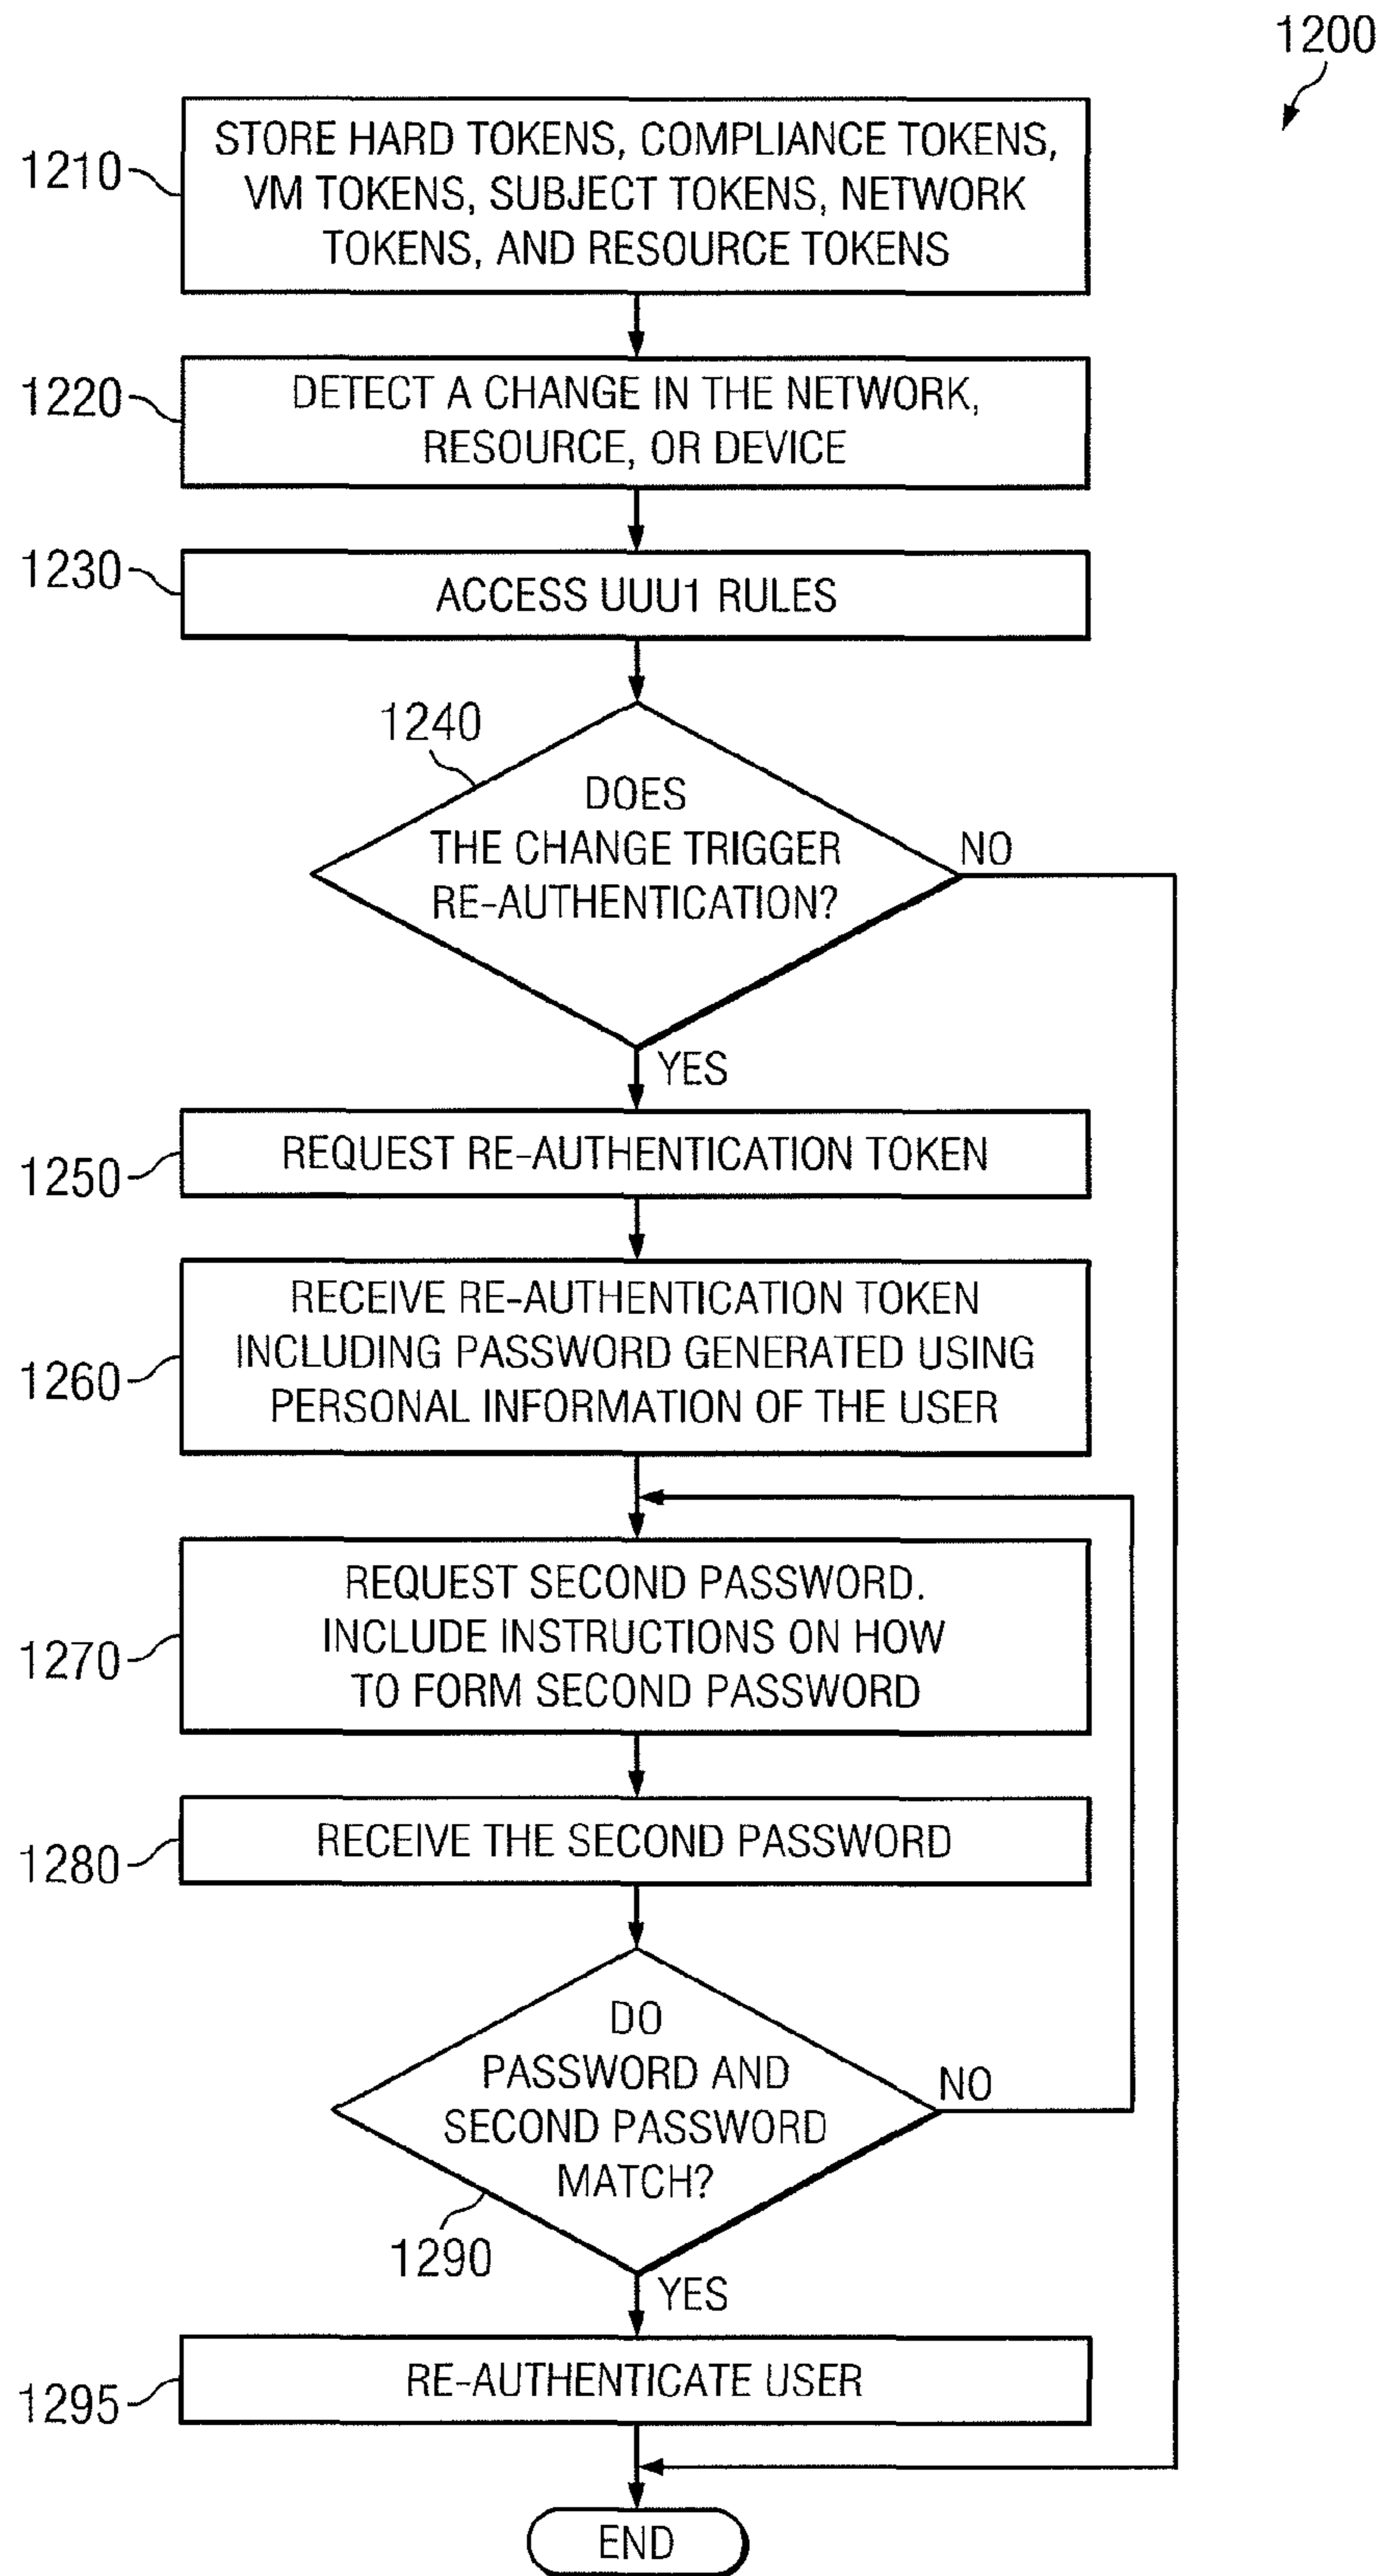 1200
1210
STORE HARD TOKENS, COMPLIANCE TOKENS,
VM TOKENS, SUBJECT TOKENS, NETWORK
TOKENS, AND RESOURCE TOKENS
1220
DETECT A CHANGE IN THE NETWORK,
RESOURCE, OR DEVICE
1230
ACCESS UUU1 RULES
1240
DOES
THE CHANGE TRIGGER
RE-AUTHENTICATION?
NO
YES
1250
REQUEST RE-AUTHENTICATION TOKEN
1260
RECEIVE RE-AUTHENTICATION TOKEN
INCLUDING PASSWORD GENERATED USING
PERSONAL INFORMATION OF THE USER
1270
REQUEST SECOND PASSWORD.
INCLUDE INSTRUCTIONS ON HOW
TO FORM SECOND PASSWORD
1280
RECEIVE THE SECOND PASSWORD
DO
PASSWORD AND
SECOND PASSWORD
MATCH?
NO
1290
YES
1295
RE-AUTHENTICATE USER
END